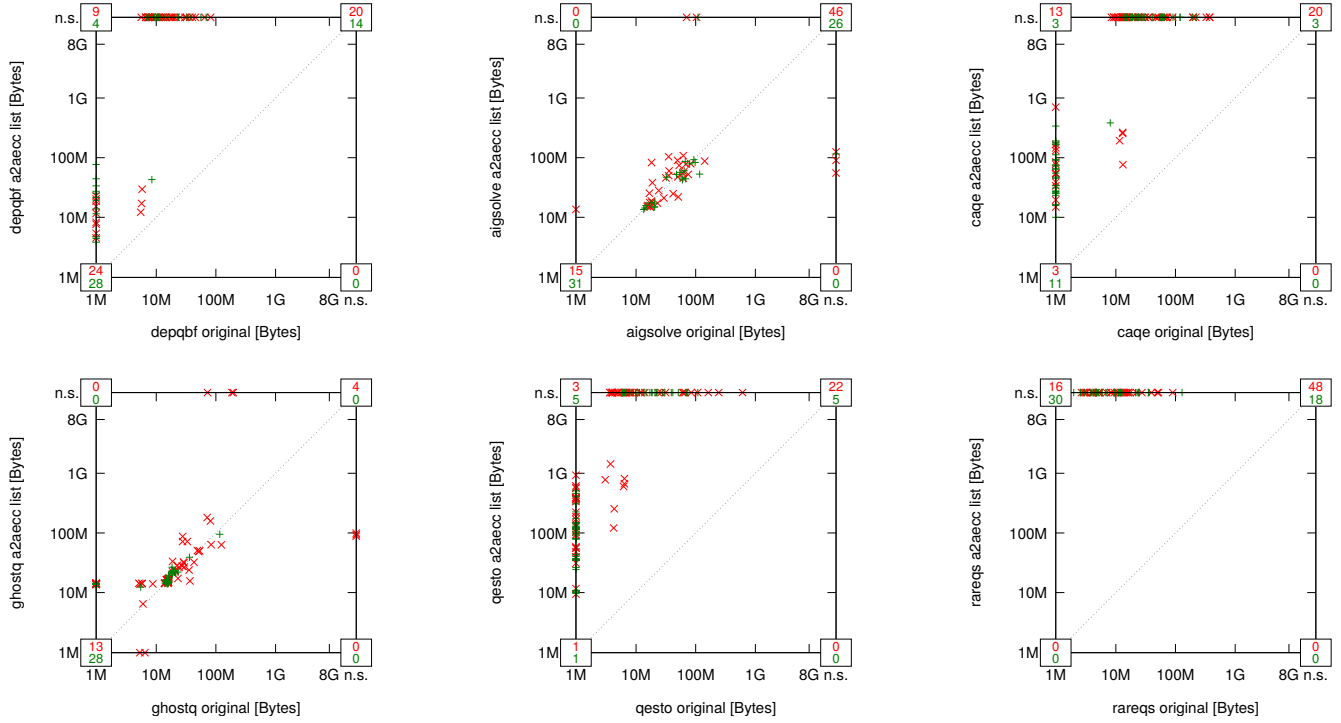 n.s.
9
4
20
14
8G
1G
100M
10M
1M
24
28
0
0
1M 10M 100M 1G 8G n.s.
depqbf a2aecc list [Bytes]
depqbf original [Bytes]
n.s.
0
0
46
26
8G
1G
100M
10M
1M
15
31
0
0
1M 10M 100M 1G 8G n.s.
aigsolve a2aecc list [Bytes]
aigsolve original [Bytes]
n.s.
13
3
20
3
8G
1G
100M
10M
1M
3
11
0
0
1M 10M 100M 1G 8G n.s.
caqe a2aecc list [Bytes]
caqe original [Bytes]
n.s.
0
0
4
0
8G
1G
100M
10M
1M
13
28
0
0
1M 10M 100M 1G 8G n.s.
ghostq a2aecc list [Bytes]
ghostq original [Bytes]
n.s.
3
5
22
5
8G
1G
100M
10M
1M
1
1
0
0
1M 10M 100M 1G 8G n.s.
qesto a2aecc list [Bytes]
qesto original [Bytes]
n.s.
16
30
48
18
8G
1G
100M
10M
1M
0
0
0
0
1M 10M 100M 1G 8G n.s.
rareqs a2aecc list [Bytes]
rareqs original [Bytes]